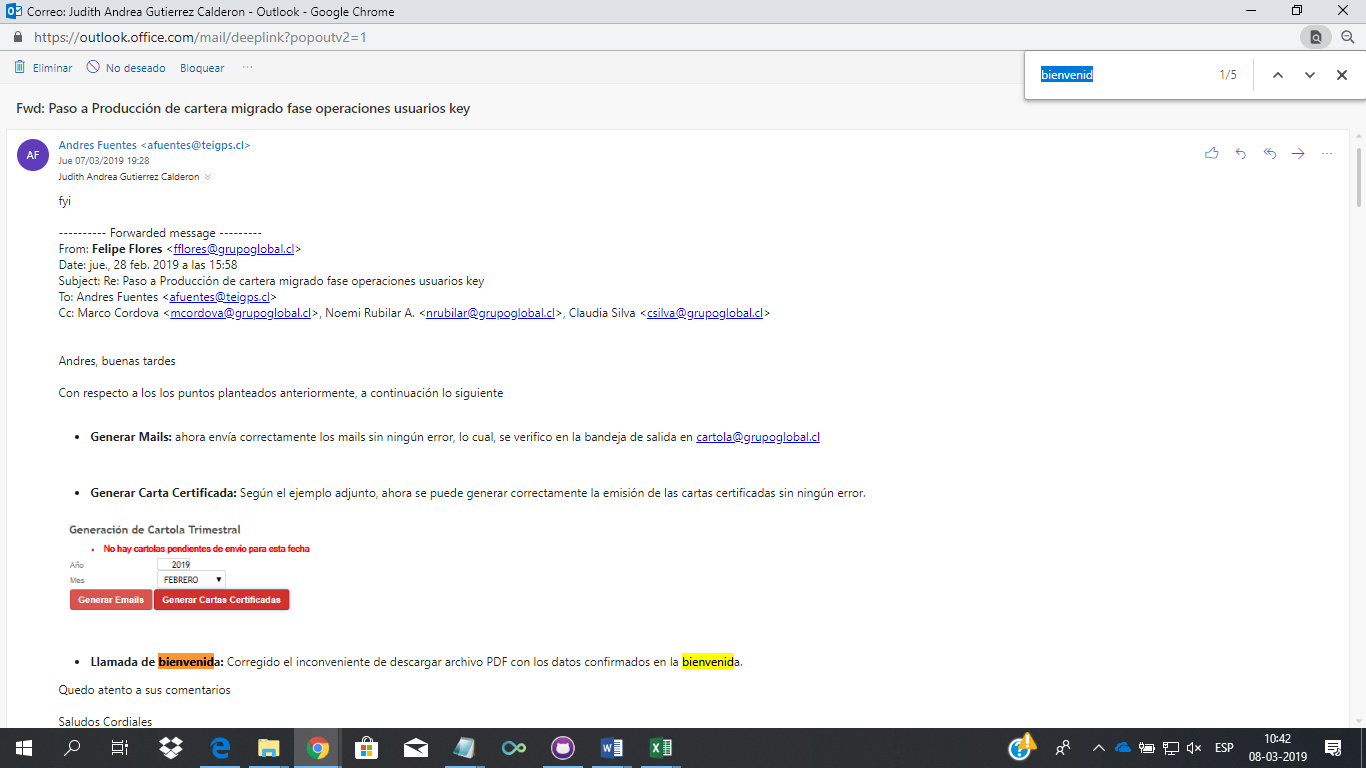 Correo: Judith Andrea Gutierrez Calderon - Outlook - Google Chrome
https://outlook.office.com/mail/deeplink?popoutv2=1
Eliminar No deseado Bloquear ···
bienvenid 1/5
Fwd: Paso a Producción de cartera migrado fase operaciones usuarios key
AF
Andres Fuentes <afuentes@teigps.cl>
Jue 07/03/2019 19:28
Judith Andrea Gutierrez Calderon
fyi
---------- Forwarded message ---------
From: Felipe Flores <fflores@grupoglobal.cl>
Date: jue., 28 feb. 2019 a las 15:58
Subject: Re: Paso a Producción de cartera migrado fase operaciones usuarios key
To: Andres Fuentes <afuentes@teigps.cl>
Cc: Marco Cordova <mcordova@grupoglobal.cl>, Noemi Rubilar A. <nrubilar@grupoglobal.cl>, Claudia Silva <csilva@grupoglobal.cl>
Andres, buenas tardes
Con respecto a los los puntos planteados anteriormente, a continuación lo siguiente
• Generar Mails: ahora envía correctamente los mails sin ningún error, lo cual, se verifico en la bandeja de salida en cartola@grupoglobal.cl
• Generar Carta Certificada: Según el ejemplo adjunto, ahora se puede generar correctamente la emisión de las cartas certificadas sin ningún error.
Generación de Cartola Trimestral
• No hay cartolas pendientes de envío para esta fecha
Año 2019
Mes FEBRERO
Generar Emails Generar Cartas Certificadas
• Llamada de bienvenida: Corregido el inconveniente de descargar archivo PDF con los datos confirmados en la bienvenida.
Quedo atento a sus comentarios
Saludos Cordiales
ESP
10:42
08-03-2019